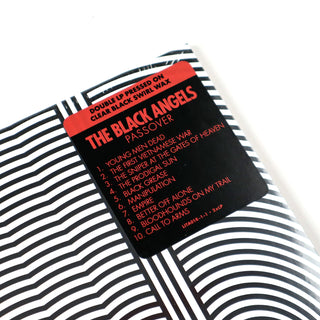 DOUBLE LP PRESSED ON
CLEAR BLACK SWIRL WAX
THE BLACK ANGELS
PASSOVER
1. YOUNG MEN DEAD
2. THE FIRST VIETNAMESE WAR
3. THE SNIPER AT THE GATES OF HEAVEN
4. THE PRODIGAL SUN
5. BLACK GREASE
6. MANIPULATION
7. EMPIRE
8. BETTER OFF ALONE
9. BLOODHOUNDS ON MY TRAIL
10. CALL TO ARMS